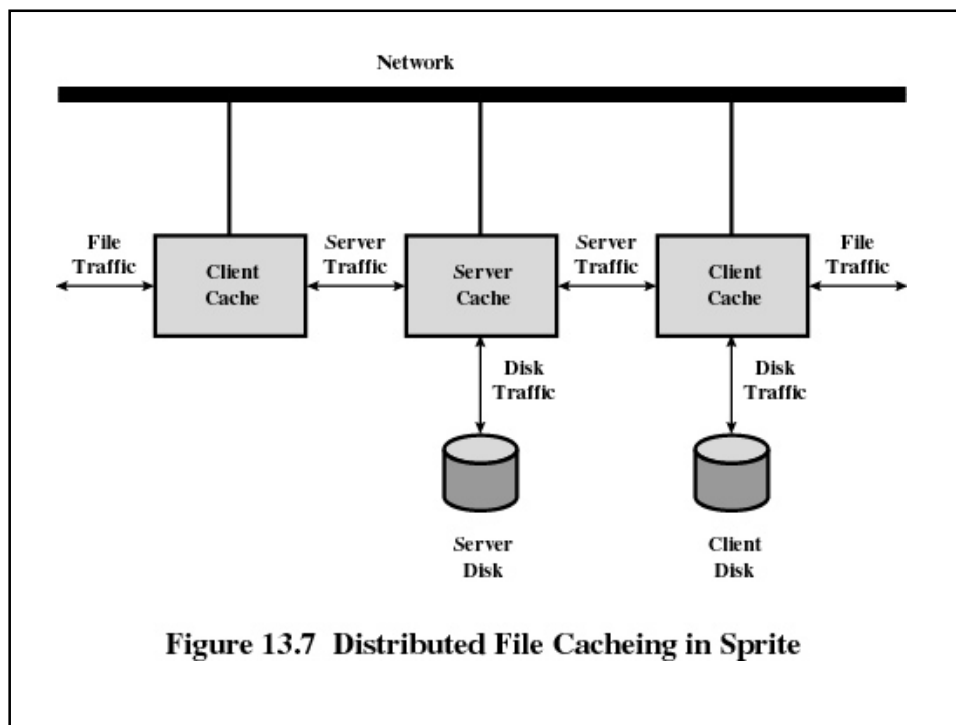 Network
File
Traffic
Client
Cache
Server
Traffic
Server
Cache
Server
Traffic
Client
Cache
File
Traffic
Disk
Traffic
Disk
Traffic
Server
Disk
Client
Disk
Figure 13.7 Distributed File Cacheing in Sprite